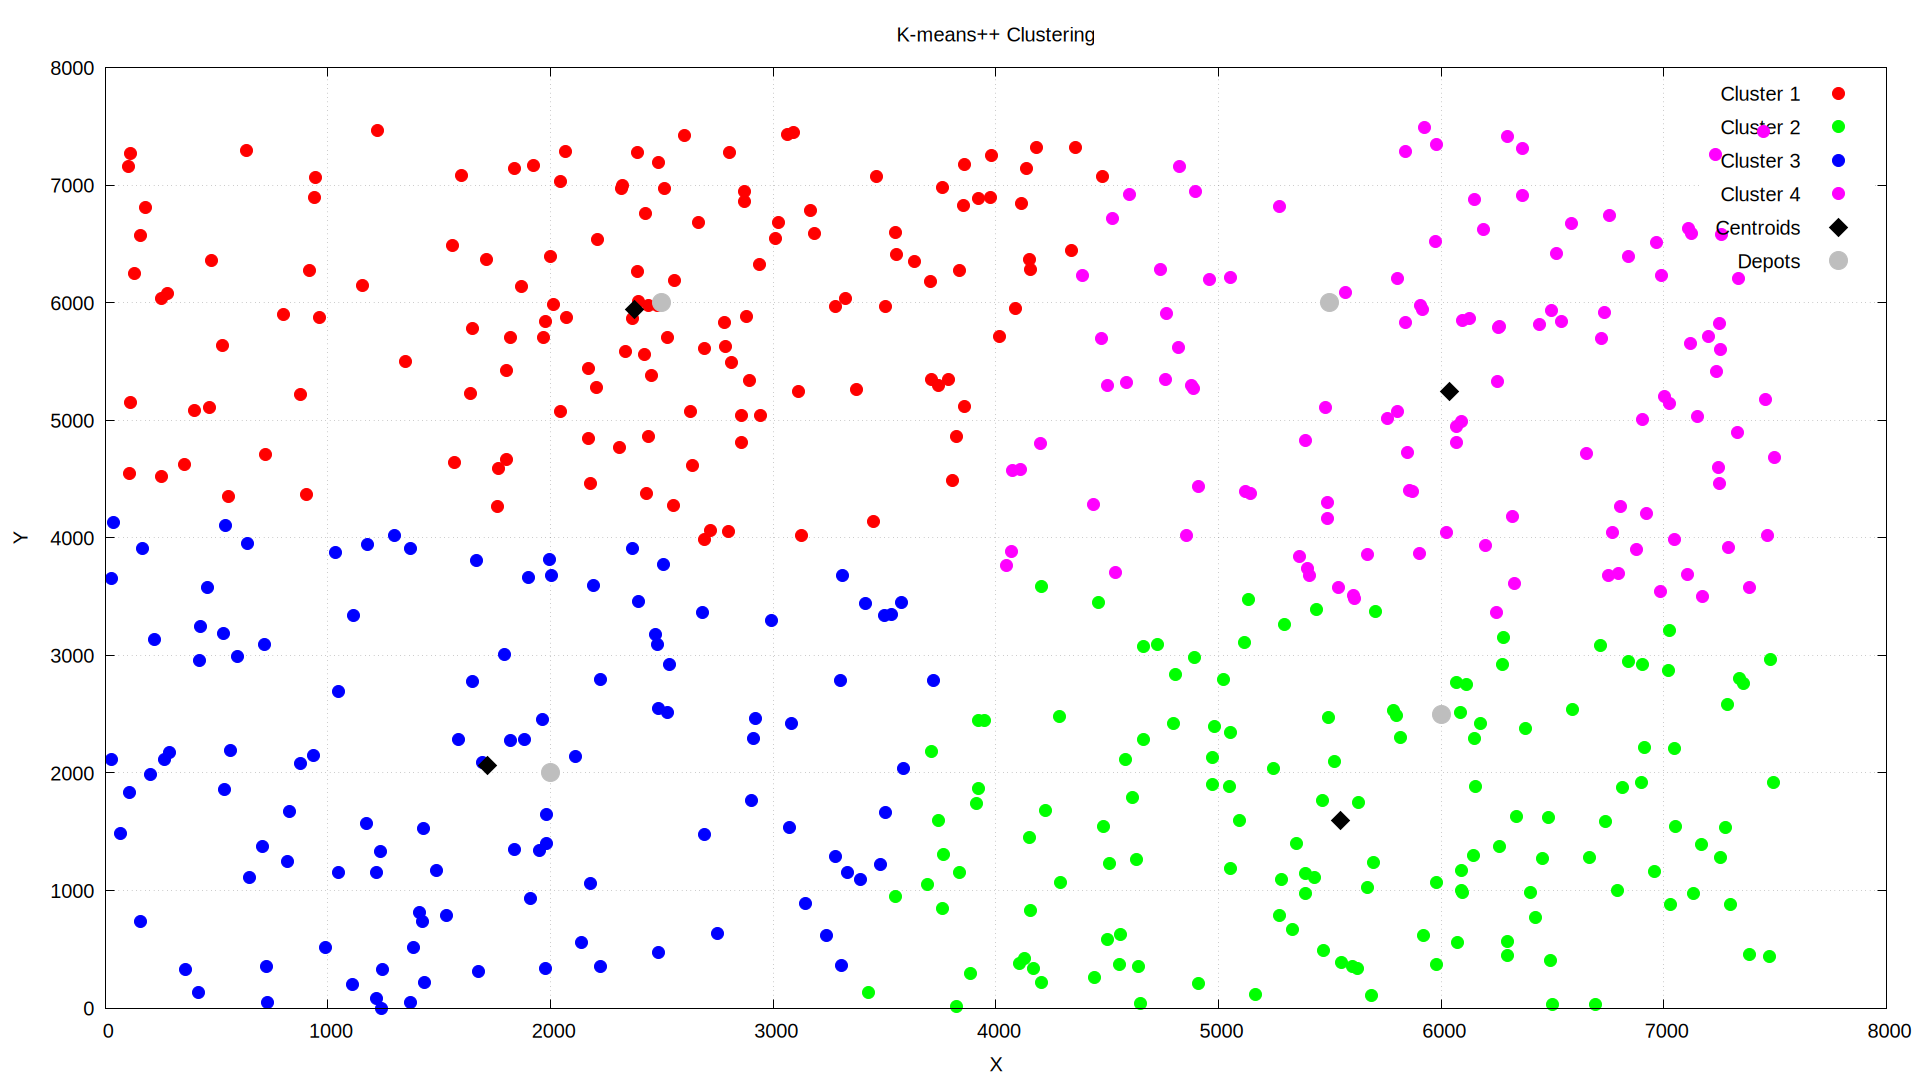 K-means++ Clustering
8000
7000
6000
5000
4000
3000
2000
1000
0
Y
Cluster 1
Cluster 2
Cluster 3
Cluster 4
Centroids
Depots
0 1000 2000 3000 4000 5000 6000 7000 8000
X